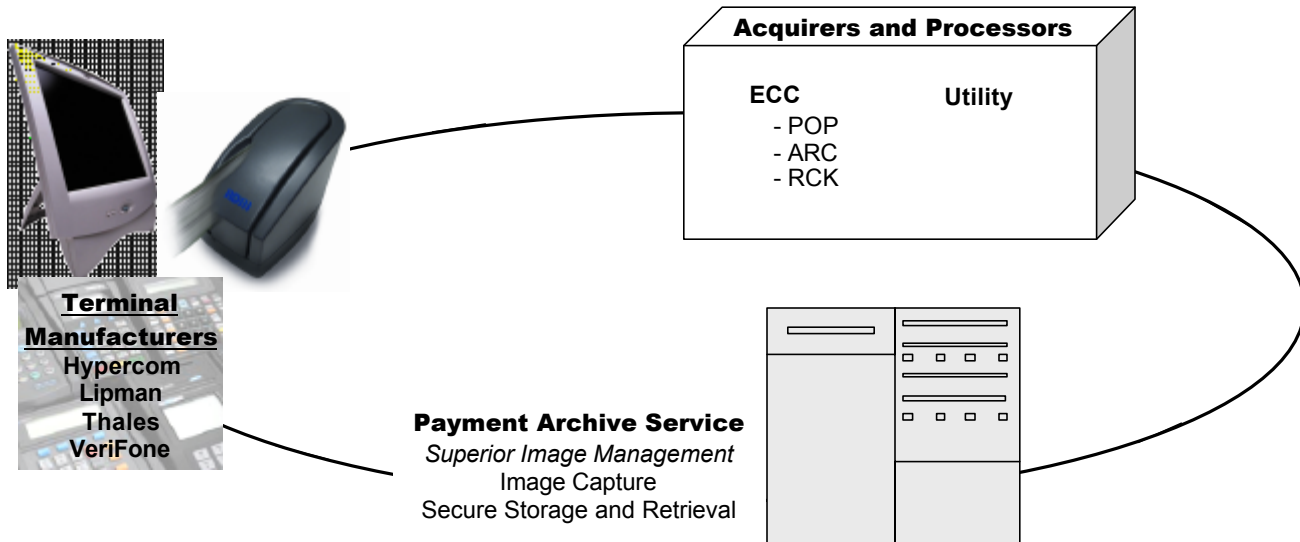 Acquirers and Processors
ECC
Utility
- POP
- ARC
- RCK
Terminal
Manufacturers
Hypercom
Lipman
Thales
VeriFone
Payment Archive Service
Superior Image Management
Image Capture
Secure Storage and Retrieval